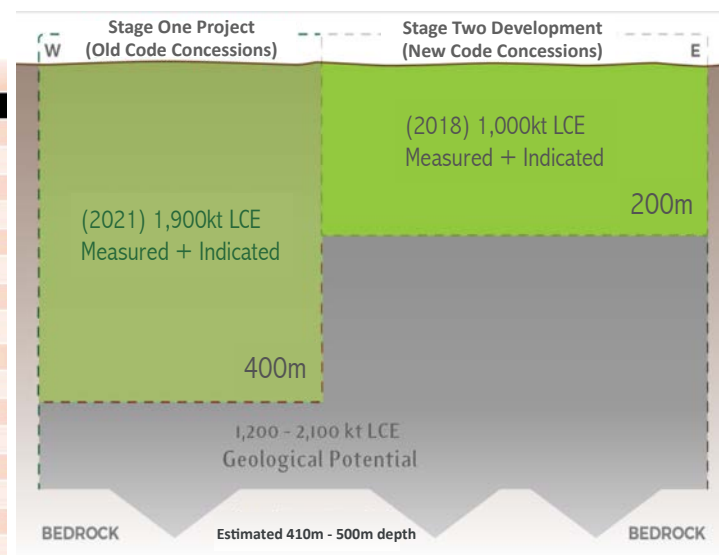 Stage One Project
(Old Code Concessions)
Stage Two Development
(New Code Concessions)
W
E
(2018) 1,000kt LCE
Measured + Indicated
200m
(2021) 1,900kt LCE
Measured + Indicated
400m
1,200 - 2,100 kt LCE
Geological Potential
BEDROCK
Estimated 410m - 500m depth
BEDROCK